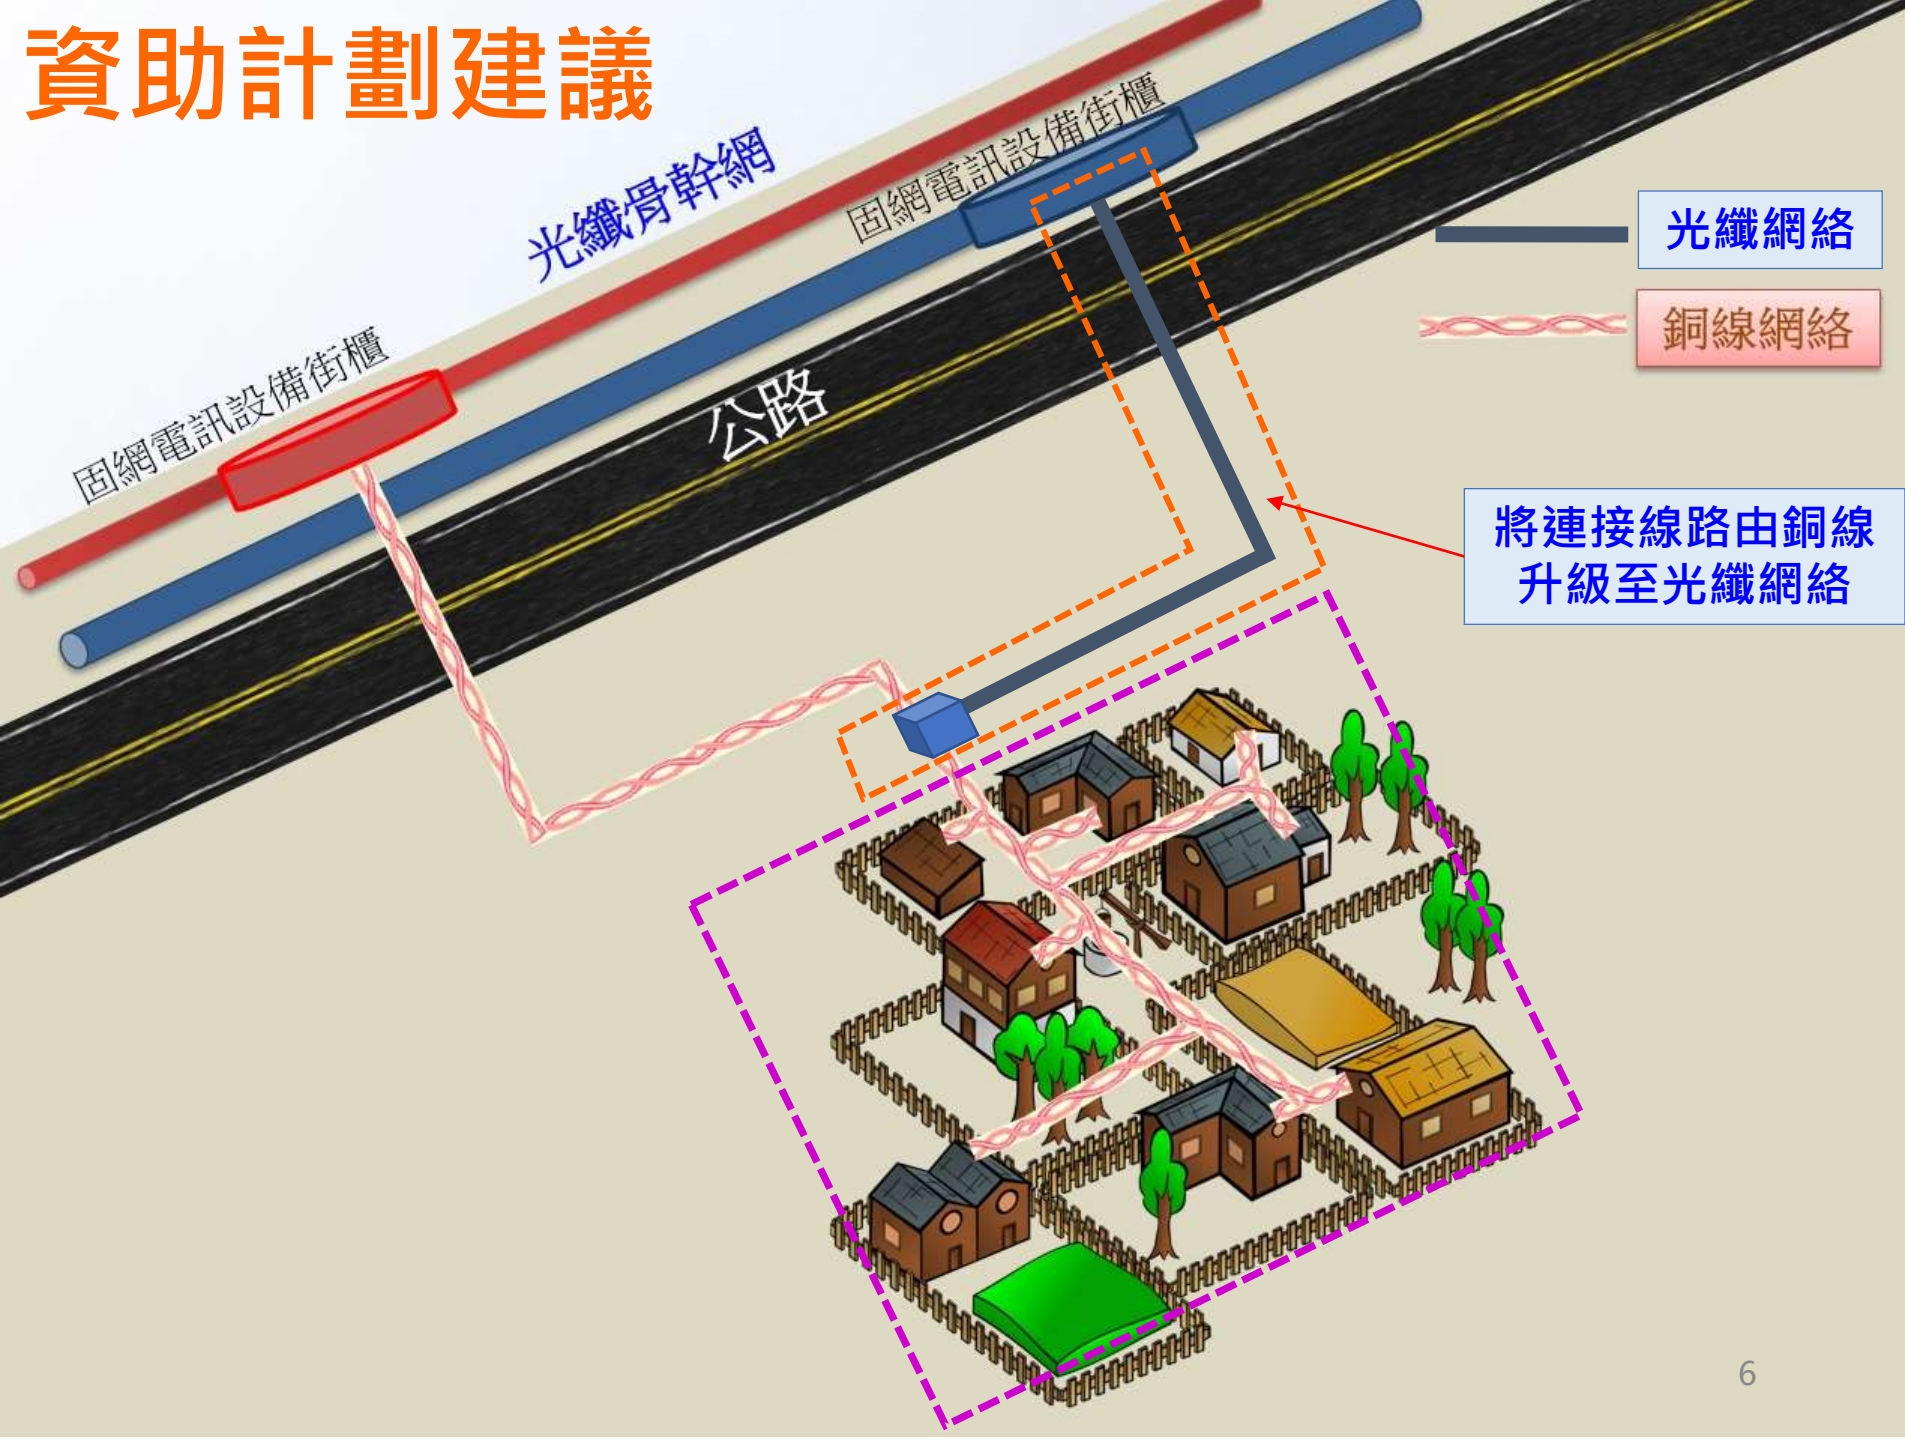 資助計劃建議
光纖骨幹網
固網電訊設備街櫃
固網電訊設備街櫃
公路
光纖網絡
銅線網絡
將連接線路由銅線
升級至光纖網絡
6